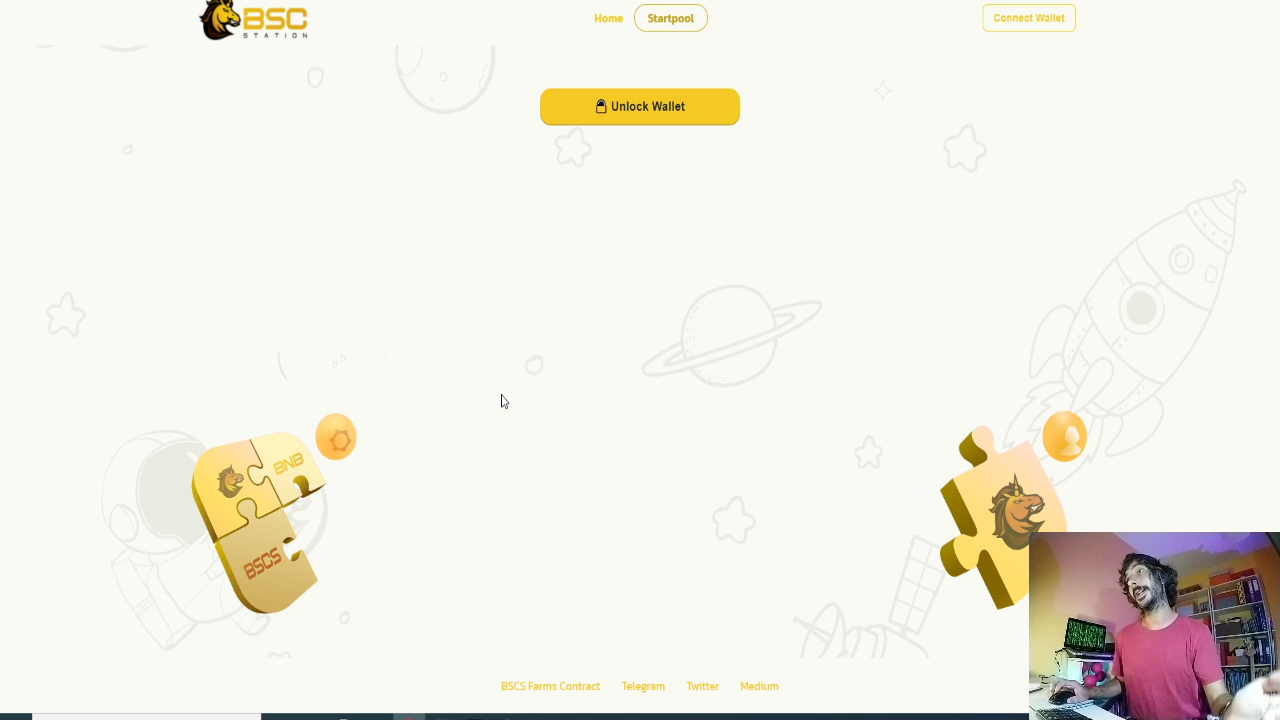 BSC
STATION
Home
Startpool
Connect Wallet
Unlock Wallet
BNB
BSCS
BSCS Farms Contract
Telegram
Twitter
Medium